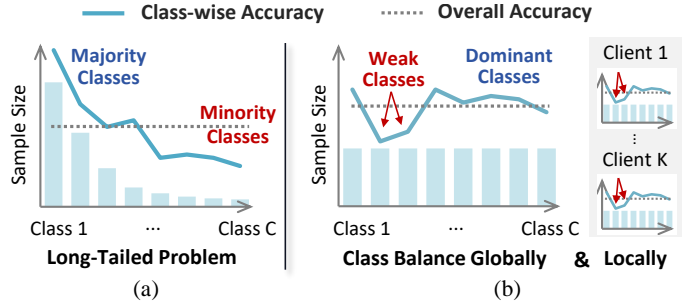 Class-wise Accuracy
Overall Accuracy
Sample Size
Majority
Classes
Minority
Classes
Class 1
...
Class C
Long-Tailed Problem
(a)
Sample Size
Weak
Classes
Dominant
Classes
Class 1
...
Class C
Class Balance Globally & Locally
(b)
Client 1
...
Client K